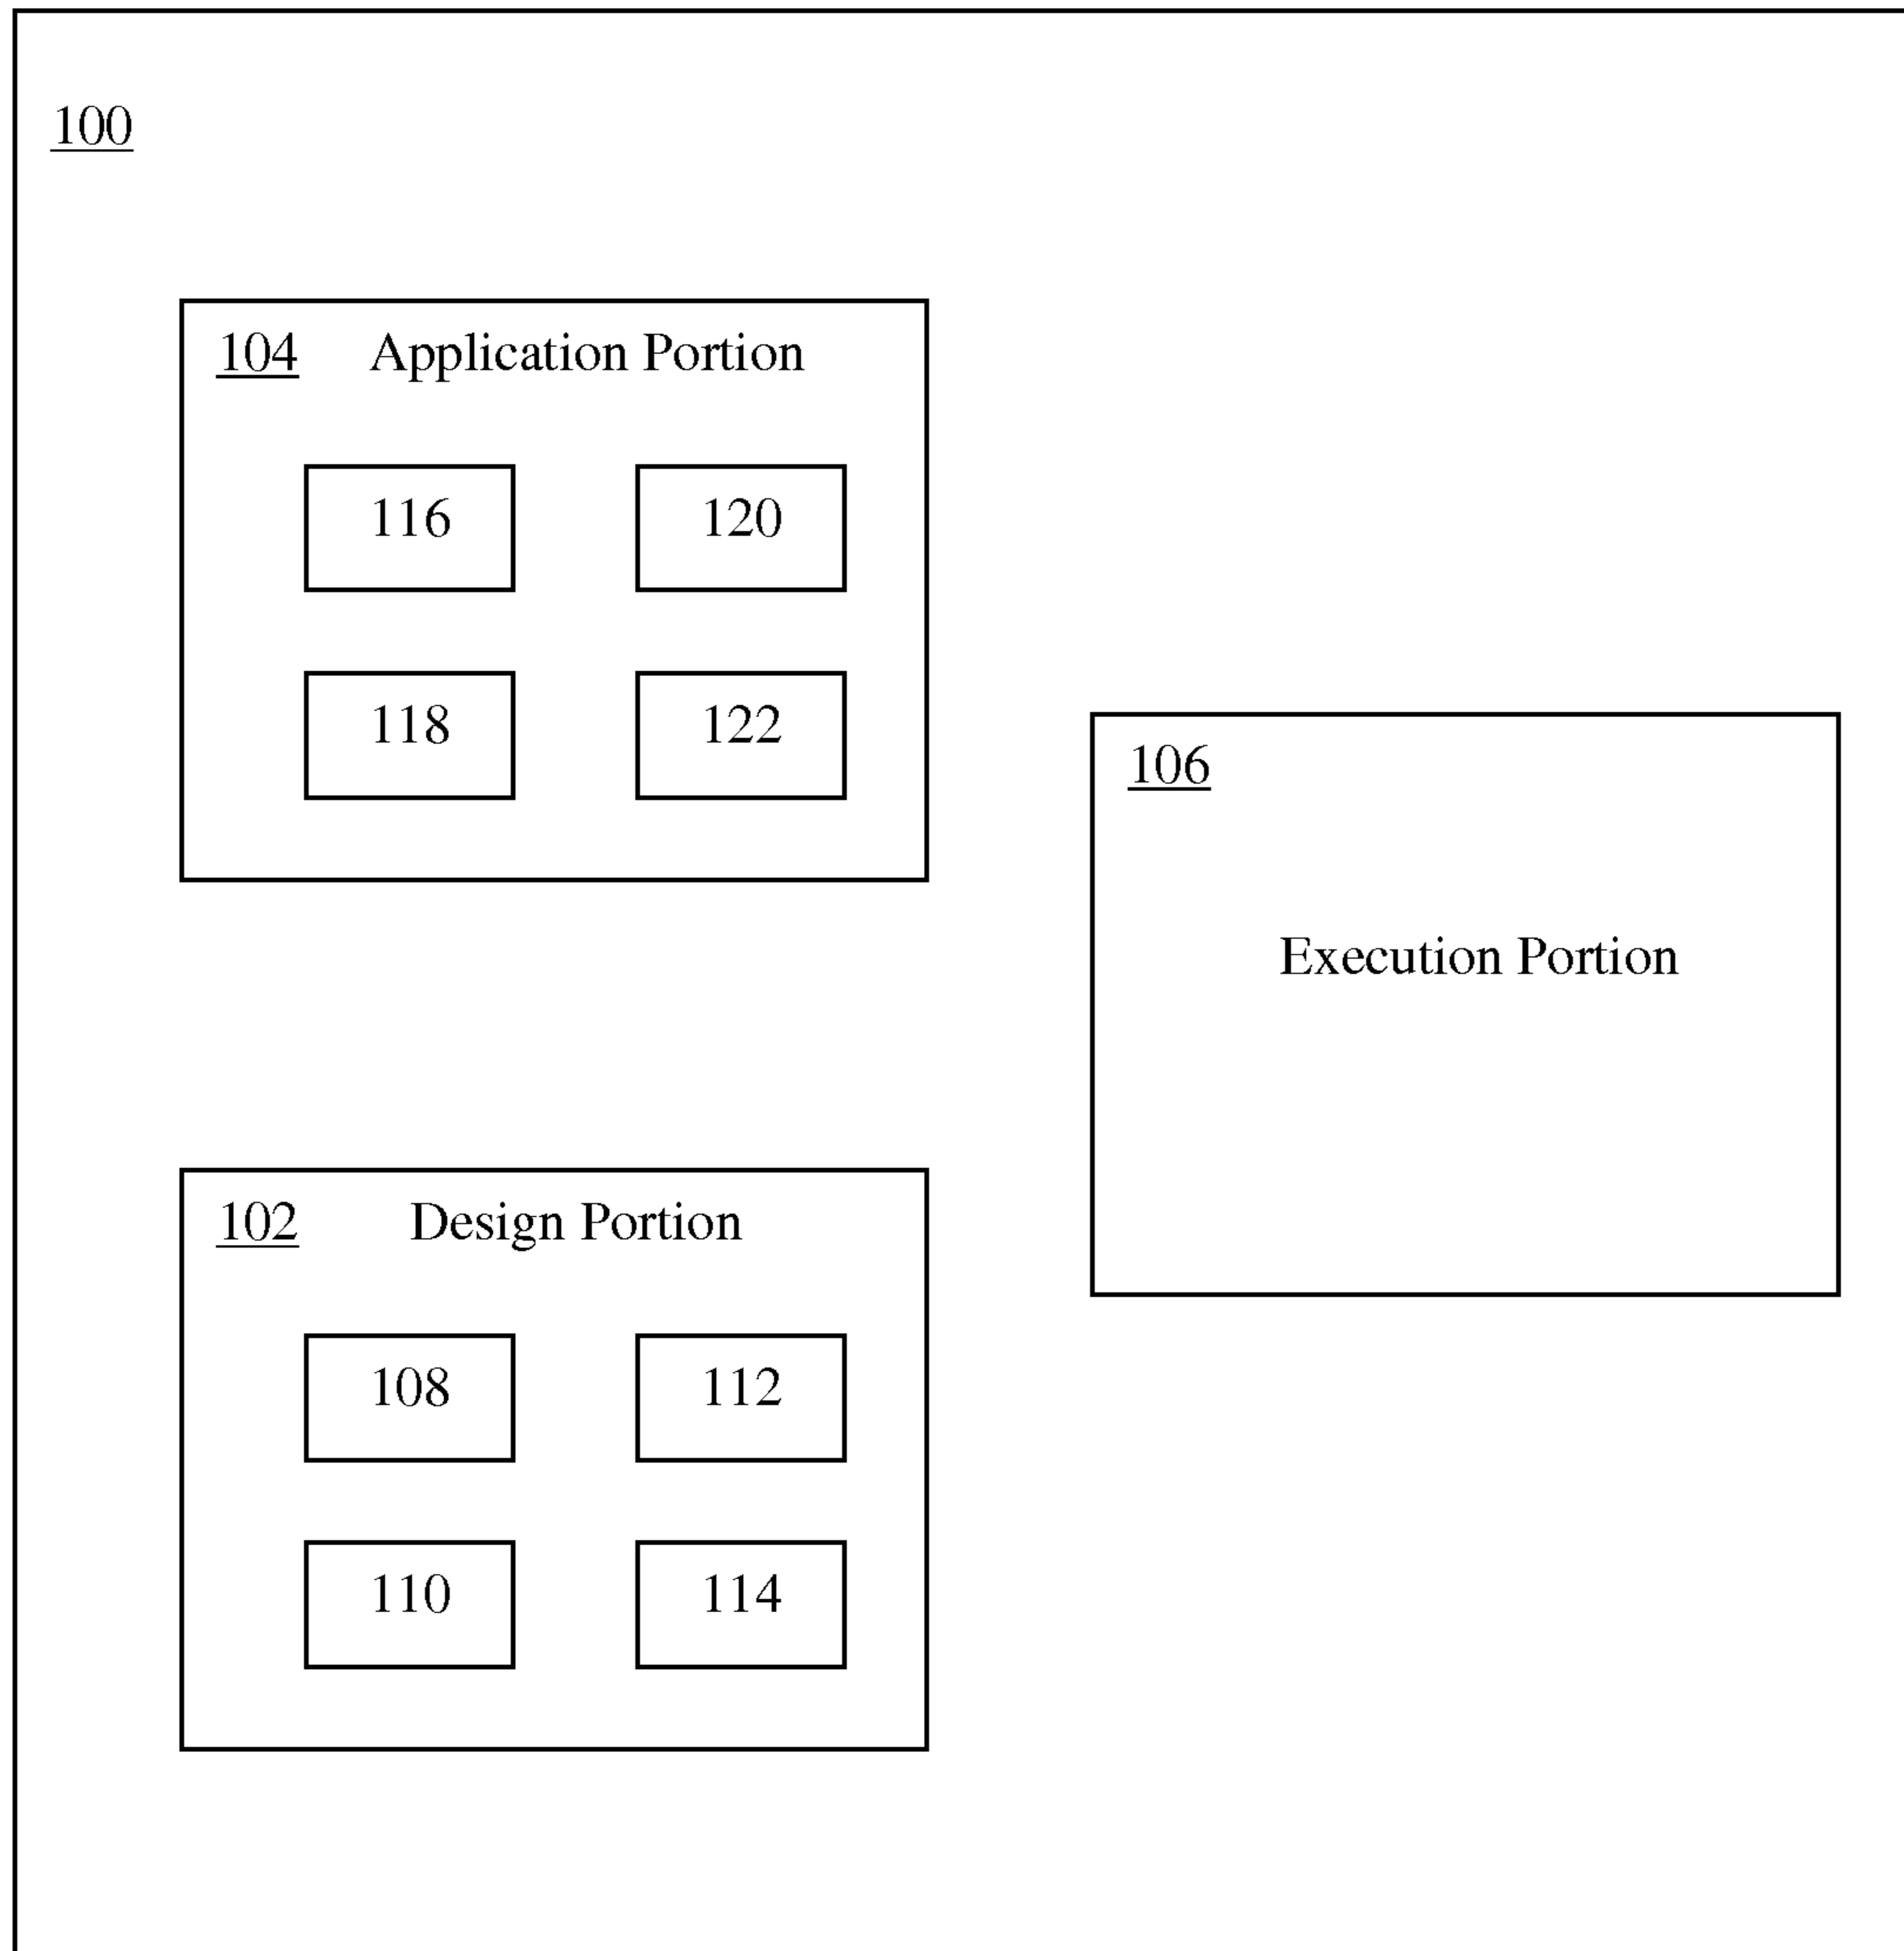 100
104 Application Portion
116 120
118 122
106
Execution Portion
102 Design Portion
108 112
110 114